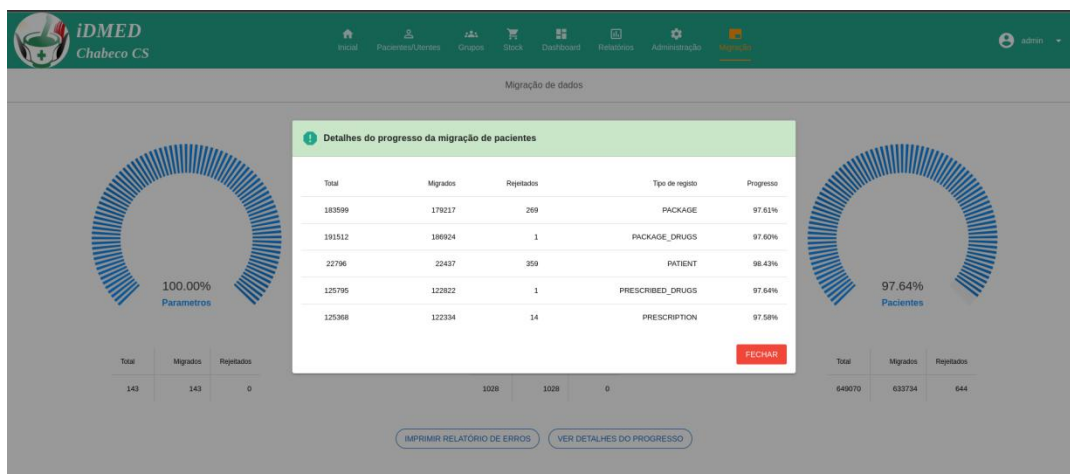 iDMED
Chabeco CS
Inicial
Pacientes/Utentes
Grupos
Stock
Dashboard
Relatórios
Administração
Migração
admin
Migração de dados
Detalhes do progresso da migração de pacientes
Total Migrados Rejeitados Tipo de registo Progresso
183599 179217 269 PACKAGE 97.61%
191512 186924 1 PACKAGE_DRUGS 97.60%
22796 22437 359 PATIENT 98.43%
125795 122822 1 PRESCRIBED_DRUGS 97.64%
125368 122334 14 PRESCRIPTION 97.58%
FECHAR
100.00%
Parametros
97.64%
Pacientes
Total Migrados Rejeitados
143 143 0
1028 1028 0
Total Migrados Rejeitados
649070 633734 644
IMPRIMIR RELATÓRIO DE ERROS
VER DETALHES DO PROGRESSO